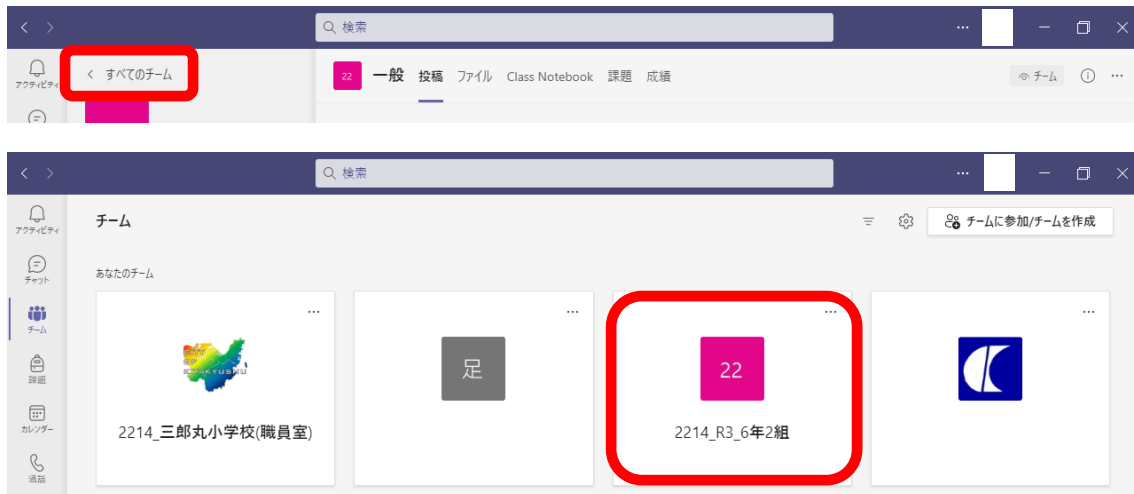 検索
アクティビティ
すべてのチーム
22 一般 投稿 ファイル Class Notebook 課題 成績
チーム
検索
アクティビティ
チャット
チーム
課題
カレンダー
通話
チーム
チームに参加/チームを作成
あなたのチーム
足
22
2214_三郎丸小学校(職員室)
2214_R3_6年2組